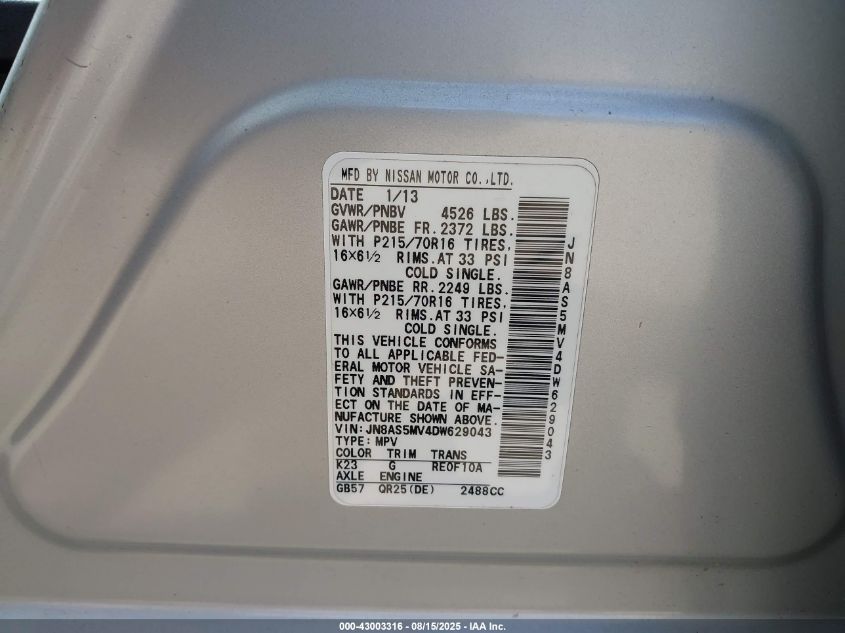 MFD BY NISSAN MOTOR CO.,LTD.
DATE 1/13
GVWR/PNBV 4526 LBS.
GAWR/PNBE FR. 2372 LBS.
WITH P215/70R16 TIRES,
16×6½ RIMS.AT 33 PSI
COLD SINGLE.
GAWR/PNBE RR. 2249 LBS.
WITH P215/70R16 TIRES,
16×6½ RIMS.AT 33 PSI
COLD SINGLE.
THIS VEHICLE CONFORMS
TO ALL APPLICABLE FED-
ERAL MOTOR VEHICLE SA-
FETY AND THEFT PREVEN-
TION STANDARDS IN EFF-
ECT ON THE DATE OF MA-
NUFACTURE SHOWN ABOVE.
VIN: JN8AS5MV4DW629043
TYPE: MPV
COLOR TRIM TRANS
K23 G RE0F10A
AXLE ENGINE
GB57 QR25(DE) 2488CC
JN8AS5MV4DW629043
000-43003316 - 08/15/2025 - IAA Inc.